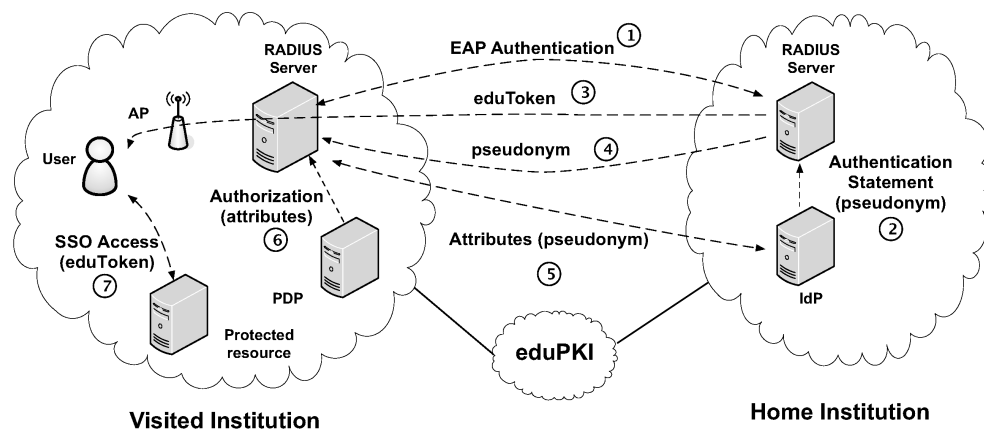 RADIUS
Server
EAP Authentication ①
RADIUS
Server
eduToken ③
AP
User
pseudonym ④
Authentication
Statement
(pseudonym)
②
Authorization
(attributes)
⑥
SSO Access
(eduToken)
⑦
Attributes (pseudonym)
⑤
PDP
IdP
Protected
resource
eduPKI
Visited Institution
Home Institution